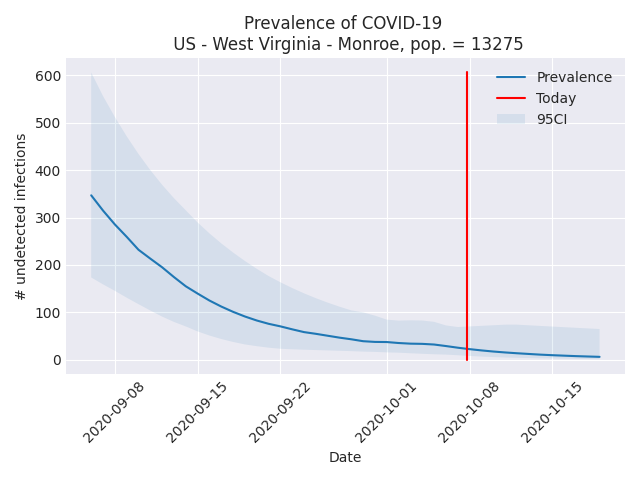 Prevalence of COVID-19
US - West Virginia - Monroe, pop. = 13275
Prevalence
Today
95CI
# undetected infections
600
500
400
300
200
100
0
2020-09-08
2020-09-15
2020-09-22
2020-10-01
2020-10-08
2020-10-15
Date